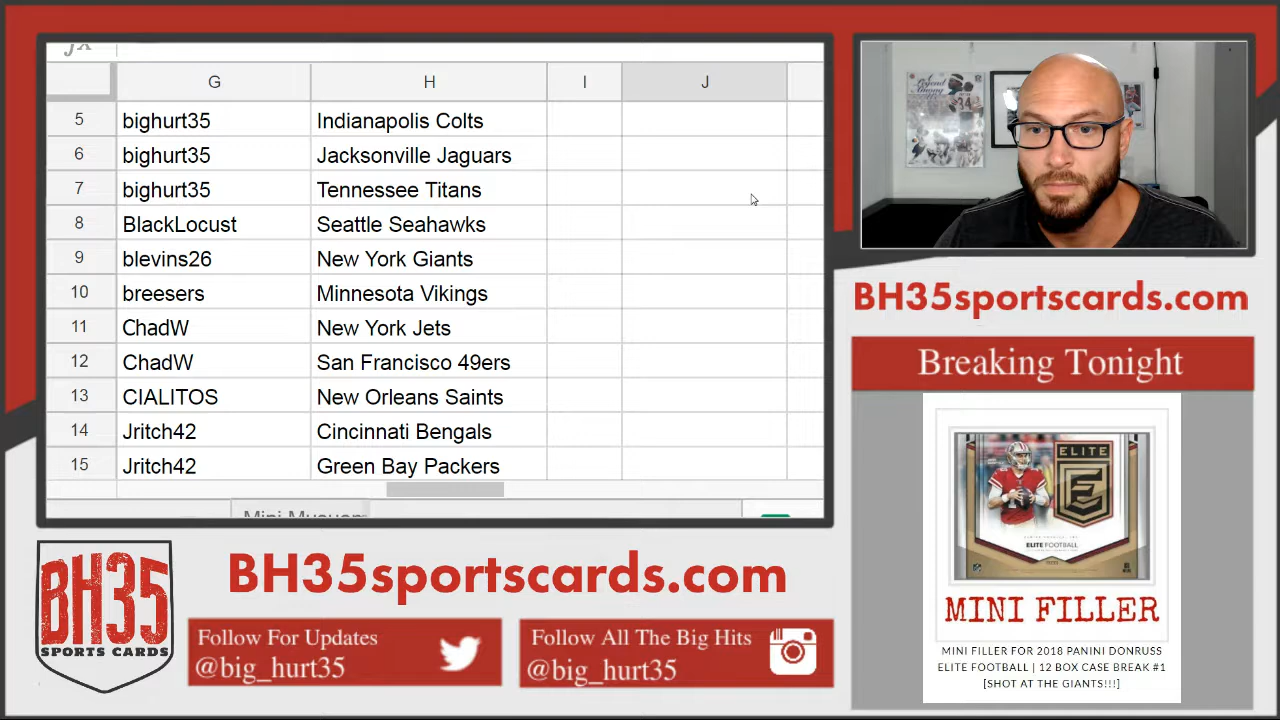 G H I J
5 bighurt35 Indianapolis Colts
6 bighurt35 Jacksonville Jaguars
7 bighurt35 Tennessee Titans
8 BlackLocust Seattle Seahawks
9 blevins26 New York Giants
10 breesers Minnesota Vikings
11 ChadW New York Jets
12 ChadW San Francisco 49ers
13 CIALITOS New Orleans Saints
14 Jritch42 Cincinnati Bengals
15 Jritch42 Green Bay Packers
BH35sportscards.com
Breaking Tonight
ELITE
E
ELITE FOOTBALL
MINI FILLER
MINI FILLER FOR 2018 PANINI DONRUSS
ELITE FOOTBALL | 12 BOX CASE BREAK #1
[SHOT AT THE GIANTS!!!]
BH35
SPORTS CARDS
BH35sportscards.com
Follow For Updates
@big_hurt35
Follow All The Big Hits
@big_hurt35